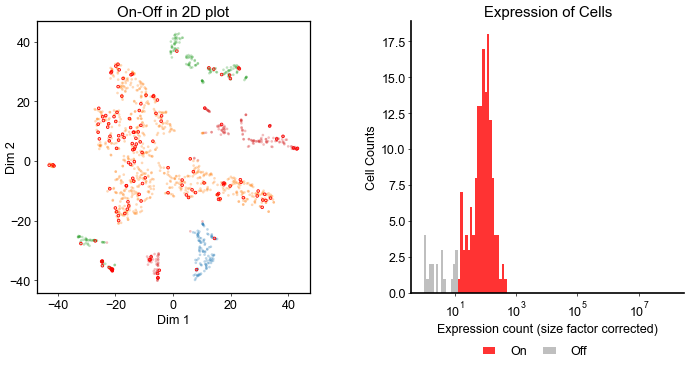 On-Off in 2D plot
40
20
0
−20
−40
Dim 2
−40 −20 0 20 40
Dim 1
Expression of Cells
17.5
15.0
12.5
10.0
7.5
5.0
2.5
0.0
Cell Counts
10^1 10^3 10^5 10^7
Expression count (size factor corrected)
On Off